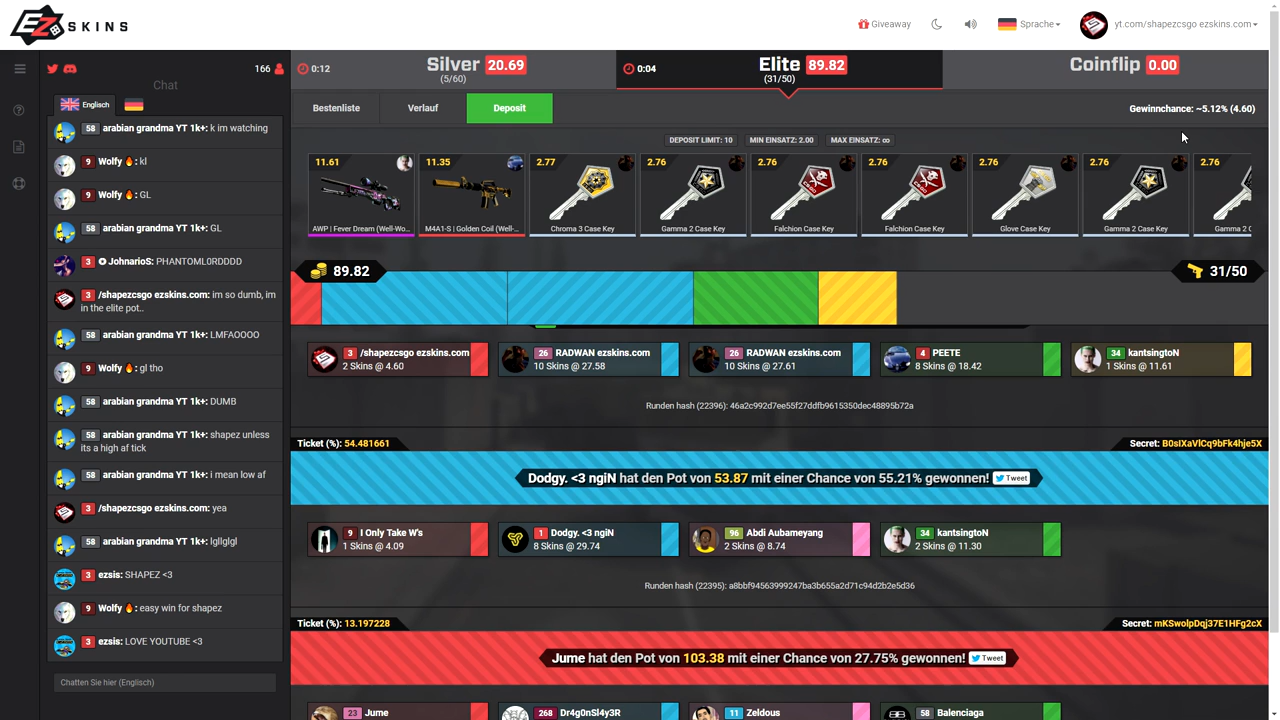 EZ SKINS
Giveaway
Sprache
yt.com/shapezcsgo ezskins.com
166
Chat
Englisch
58 arabian grandma YT 1k+: k im watching
9 Wolfy 🔥: kl
9 Wolfy 🔥: GL
58 arabian grandma YT 1k+: GL
3 ✪ JohnarioS: PHANTOML0RDDDD
3 /shapezcsgo ezskins.com: im so dumb, im
in the elite pot..
58 arabian grandma YT 1k+: LMFAOOOO
9 Wolfy 🔥: gl tho
58 arabian grandma YT 1k+: DUMB
58 arabian grandma YT 1k+: shapez unless
its a high af tick
58 arabian grandma YT 1k+: i mean low af
3 /shapezcsgo ezskins.com: yea
58 arabian grandma YT 1k+: lgllglgl
3 ezsis: SHAPEZ <3
9 Wolfy 🔥: easy win for shapez
3 ezsis: LOVE YOUTUBE <3
Chatten Sie hier (Englisch)
0:12
Silver 20.69
(5/60)
0:04
Elite 89.82
(31/50)
Coinflip 0.00
Bestenliste
Verlauf
Deposit
Gewinnchance: ~5.12% (4.60)
DEPOSIT LIMIT: 10
MIN EINSATZ: 2.00
MAX EINSATZ: ∞
11.61
AWP | Fever Dream (Well-Wo...
11.35
M4A1-S | Golden Coil (Well-...
2.77
Chroma 3 Case Key
2.76
Gamma 2 Case Key
2.76
Falchion Case Key
2.76
Falchion Case Key
2.76
Glove Case Key
2.76
Gamma 2 Case Key
2.76
Gamma 2 C
89.82
31/50
3 /shapezcsgo ezskins.com
2 Skins @ 4.60
26 RADWAN ezskins.com
10 Skins @ 27.58
26 RADWAN ezskins.com
10 Skins @ 27.61
4 PEETE
8 Skins @ 18.42
34 kantsingtoN
1 Skins @ 11.61
Runden hash (22396): 46a2c992d7ee55f27ddfb9615350dec48895b72a
Ticket (%): 54.481661
Secret: B0sIXaVlCq9bFk4hje5X
Dodgy. <3 ngiN hat den Pot von 53.87 mit einer Chance von 55.21% gewonnen! Tweet
9 I Only Take W's
1 Skins @ 4.09
1 Dodgy. <3 ngiN
8 Skins @ 29.74
96 Abdi Aubameyang
2 Skins @ 8.74
34 kantsingtoN
2 Skins @ 11.30
Runden hash (22395): a8bbf94563999247ba3b655a2d71c94d2b2e5d36
Ticket (%): 13.197228
Secret: mKSwolpDqj37E1HFg2cX
Jume hat den Pot von 103.38 mit einer Chance von 27.75% gewonnen! Tweet
23 Jume
268 Dr4g0nSl4y3R
11 Zeldous
58 Balenciaga